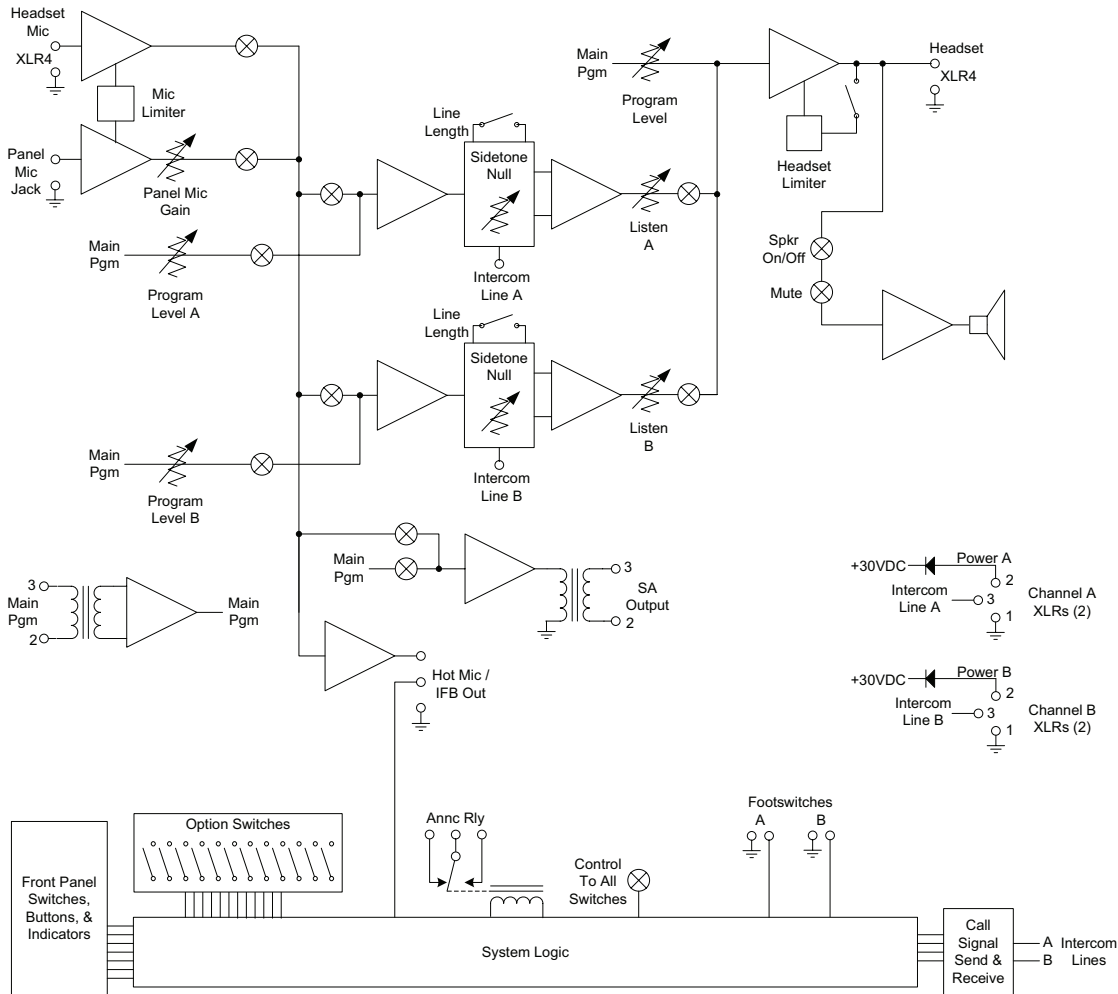 Headset
Mic
XLR4
Mic
Limiter
Panel
Mic
Jack
Panel Mic
Gain
Main
Pgm
Program
Level A
Main
Pgm
Program
Level B
Line
Length
Sidetone
Null
Intercom
Line A
Listen
A
Line
Length
Sidetone
Null
Intercom
Line B
Listen
B
Main
Pgm
Program
Level
Headset
XLR4
Headset
Limiter
Spkr
On/Off
Mute
3
Main
Pgm
2
Main
Pgm
Main
Pgm
3
SA
Output
2
Hot Mic /
IFB Out
+30VDC
Power A
2
Intercom
Line A
3
1
Channel A
XLRs (2)
+30VDC
Power B
2
Intercom
Line B
3
1
Channel B
XLRs (2)
Front Panel
Switches,
Buttons, &
Indicators
Option Switches
Annc Rly
Control
To All
Switches
Footswitches
A B
System Logic
Call
Signal
Send &
Receive
A Intercom
B Lines